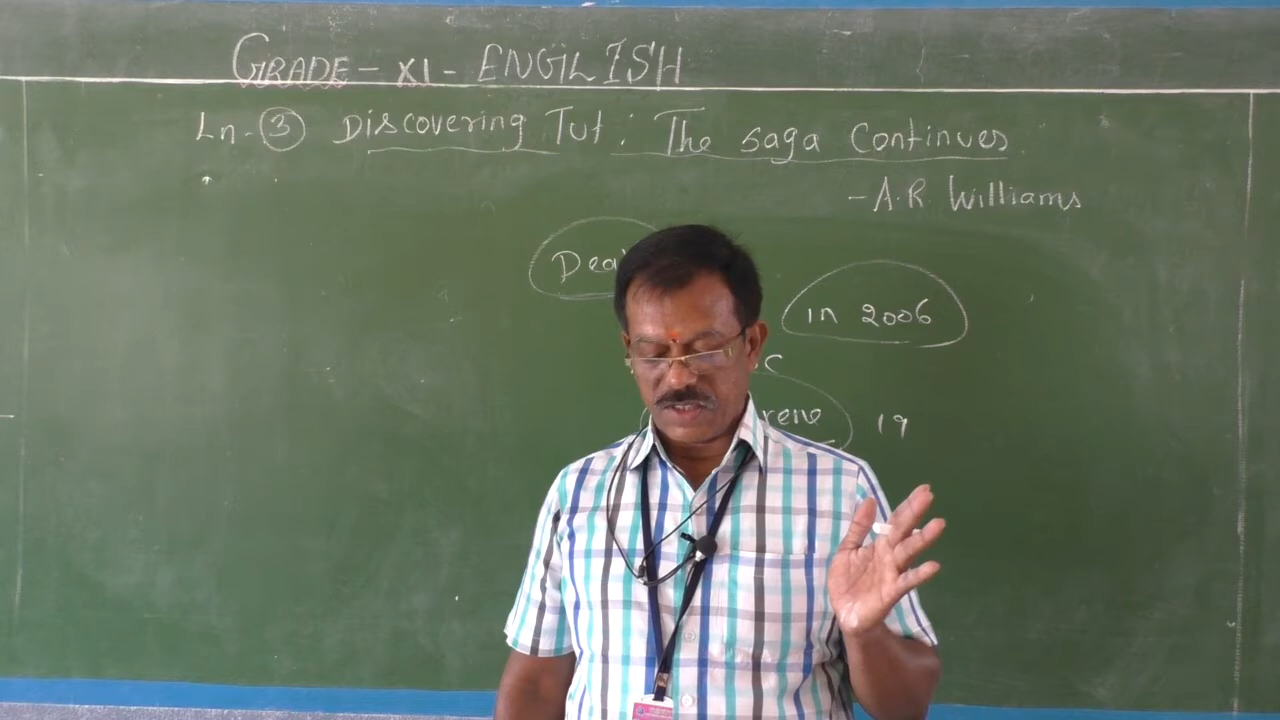 GRADE - XI - ENGLISH
Ln. 3 Discovering Tut : The saga Continues
- A.R. Williams
in 2006
19